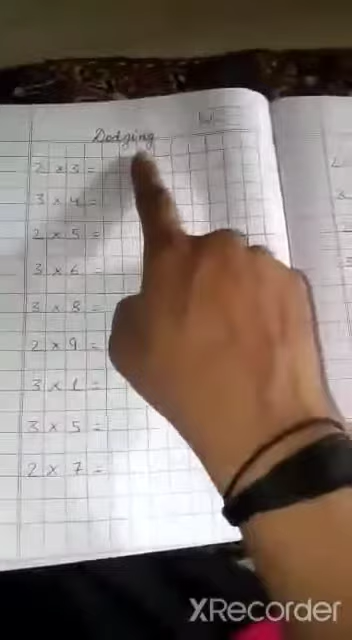 Dodging
2 × 3 =
3 × 4 =
2 × 5 =
3 × 6 =
3 × 8 =
2 × 9 =
3 × 1 =
3 × 5 =
2 × 7 =
XRecorder